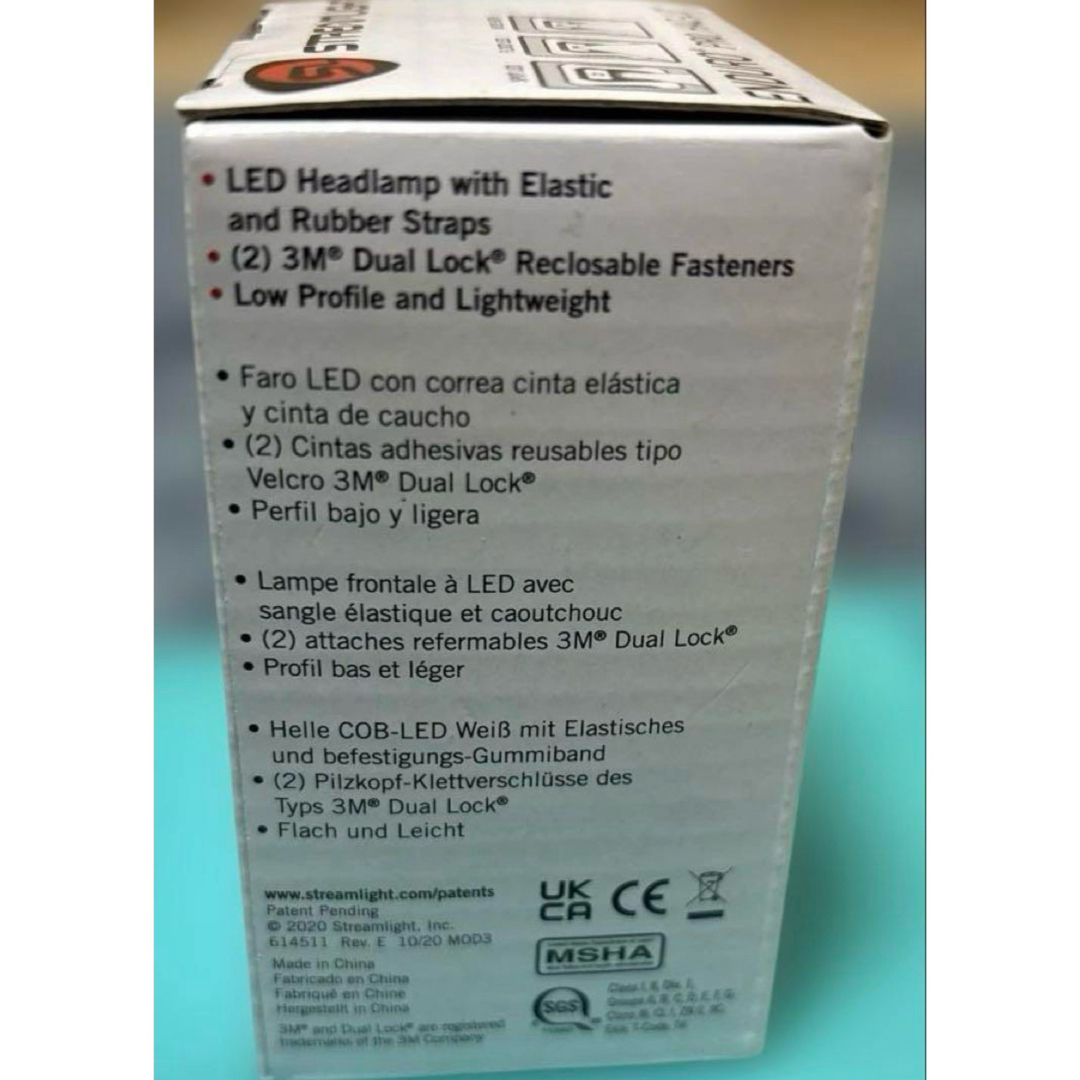 • LED Headlamp with Elastic
and Rubber Straps
• (2) 3M® Dual Lock® Reclosable Fasteners
• Low Profile and Lightweight
• Faro LED con correa cinta elástica
y cinta de caucho
• (2) Cintas adhesivas reusables tipo
Velcro 3M® Dual Lock®
• Perfil bajo y ligera
• Lampe frontale à LED avec
sangle élastique et caoutchouc
• (2) attaches refermables 3M® Dual Lock®
• Profil bas et léger
• Helle COB-LED Weiß mit Elastisches
und befestigungs-Gummiband
• (2) Pilzkopf-Klettverschlüsse des
Typs 3M® Dual Lock®
• Flach und Leicht
www.streamlight.com/patents
Patent Pending
© 2020 Streamlight, Inc.
614511 Rev. E 10/20 MOD3
Made in China
Fabricado en China
Fabriqué en Chine
Hergestellt in China
3M® and Dual Lock® are registered
trademarks of the 3M Company
UK
CA CE
MSHA
SGS